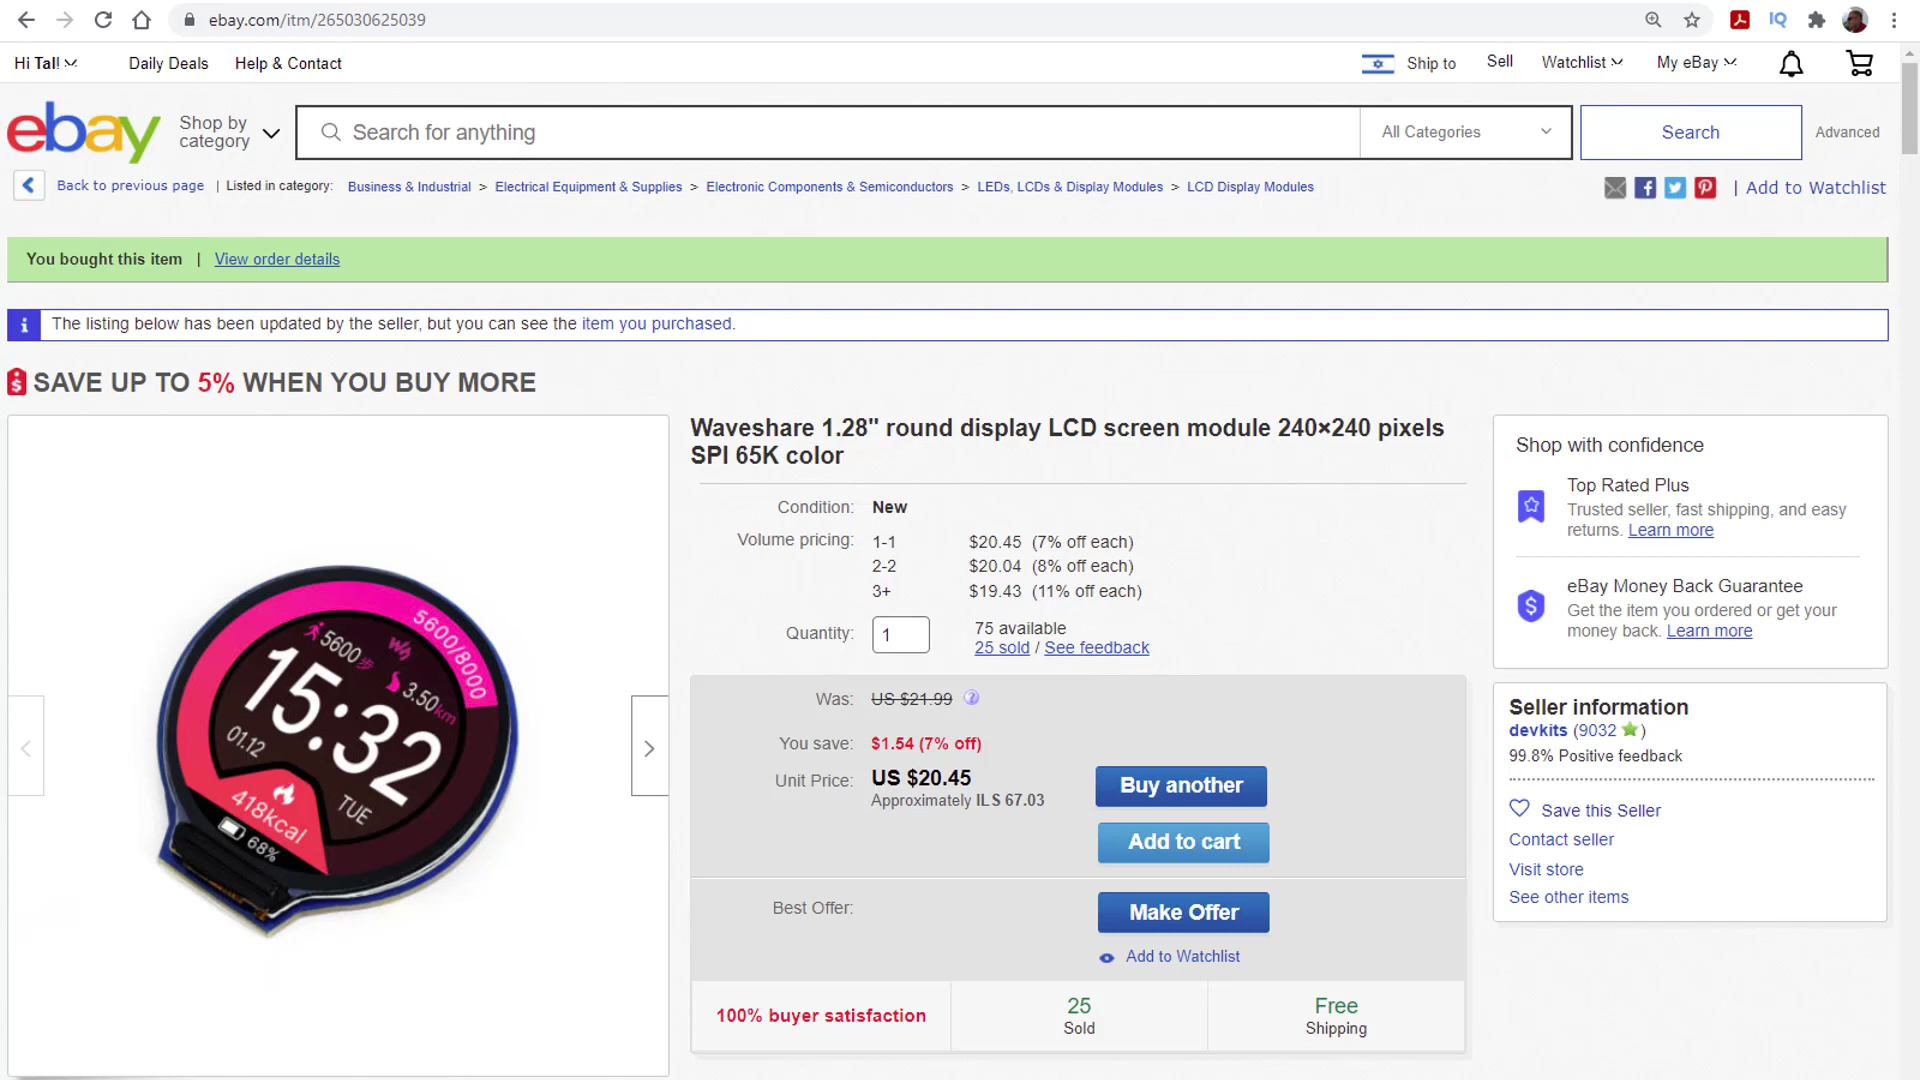 ebay.com/itm/265030625039
IQ
Hi Tal!
Daily Deals
Help & Contact
Ship to
Sell
Watchlist
My eBay
ebay
Shop by
category
Search for anything
All Categories
Search
Advanced
Back to previous page
| Listed in category:
Business & Industrial > Electrical Equipment & Supplies > Electronic Components & Semiconductors > LEDs, LCDs & Display Modules > LCD Display Modules
| Add to Watchlist
You bought this item | View order details
The listing below has been updated by the seller, but you can see the item you purchased.
SAVE UP TO 5% WHEN YOU BUY MORE
5600/8000
5600步
3.50km
15:32
01.12
TUE
418kcal
68%
Waveshare 1.28" round display LCD screen module 240×240 pixels
SPI 65K color
Condition: New
Volume pricing: 1-1 $20.45 (7% off each)
2-2 $20.04 (8% off each)
3+ $19.43 (11% off each)
Quantity: 1
75 available
25 sold / See feedback
Was: US $21.99
You save: $1.54 (7% off)
Unit Price: US $20.45
Approximately ILS 67.03
Buy another
Add to cart
Best Offer:
Make Offer
Add to Watchlist
100% buyer satisfaction
25
Sold
Free
Shipping
Shop with confidence
Top Rated Plus
Trusted seller, fast shipping, and easy
returns. Learn more
eBay Money Back Guarantee
Get the item you ordered or get your
money back. Learn more
Seller information
devkits (9032 )
99.8% Positive feedback
Save this Seller
Contact seller
Visit store
See other items